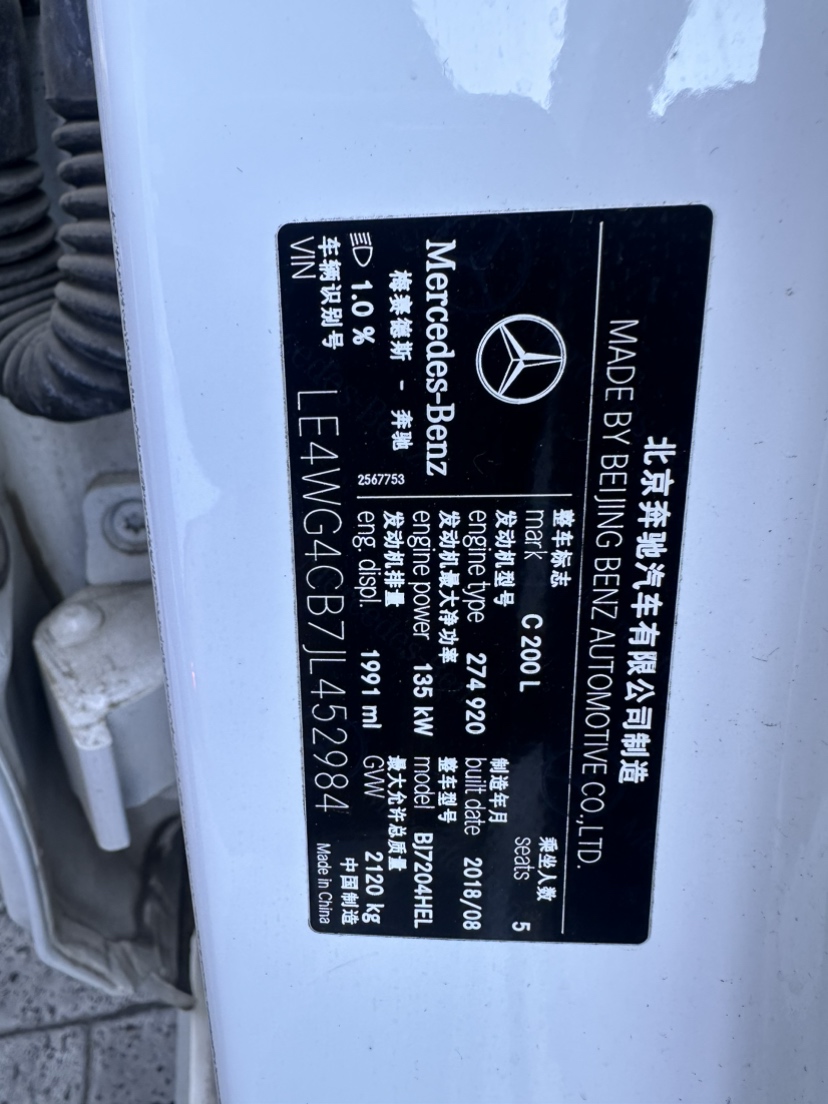 北京奔驰汽车有限公司制造
MADE BY BEIJING BENZ AUTOMOTIVE CO.,LTD.
整车标志 乘坐人数
mark C 200 L seats 5
发动机型号 制造年月
engine type 274 920 built date 2018/08
发动机最大净功率 整车型号
engine power 135 kW model BJ7204HEL
发动机排量 最大允许总质量
eng. displ. 1991 ml GVW 2120 kg
Mercedes-Benz
梅赛德斯 - 奔驰
2567753
1.0 %
车辆识别号
VIN LE4WG4CB7JL452984
中国制造
Made in China